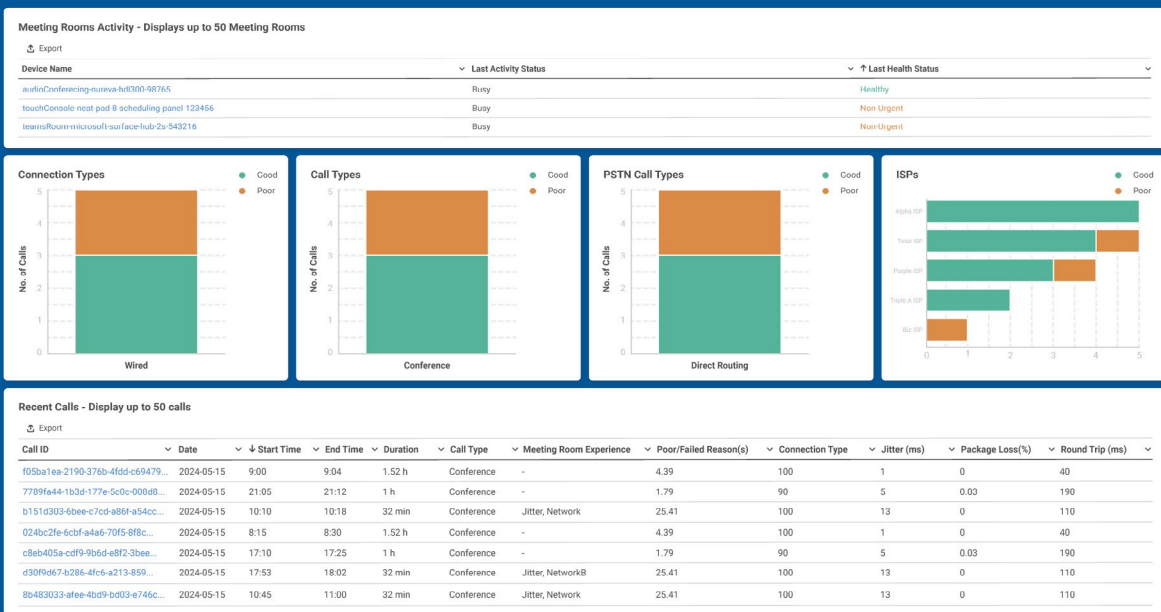 Meeting Rooms Activity - Displays up to 50 Meeting Rooms
Export
Device Name Last Activity Status Last Health Status
audioConferecing-nureva-hdl300-98765 Busy Healthy
touchConsole-neat-pad-8-scheduling-panel-123456 Busy Non-Urgent
teamsRoom-microsoft-surface-hub-2s-543216 Busy Non-Urgent
Connection Types
Good
Poor
5
4
3
2
1
0
No. of Calls
Wired
Call Types
Good
Poor
5
4
3
2
1
0
No. of Calls
Conference
PSTN Call Types
Good
Poor
5
4
3
2
1
0
No. of Calls
Direct Routing
ISPs
Good
Poor
Alpha ISP
Twist ISP
Purple ISP
Triple A ISP
Biz ISP
0 1 2 3 4 5
Recent Calls - Display up to 50 calls
Export
Call ID Date Start Time End Time Duration Call Type Meeting Room Experience Poor/Failed Reason(s) Connection Type Jitter (ms) Package Loss(%) Round Trip (ms)
f05ba1ea-2190-376b-4fdd-c69479... 2024-05-15 9:00 9:04 1.52 h Conference - 4.39 100 1 0 40
7789fa44-1b3d-177e-5c0c-008d8... 2024-05-15 21:05 21:12 1 h Conference - 1.79 90 5 0.03 190
b151d303-6bee-c7cd-a86f-a54cc... 2024-05-15 10:10 10:18 32 min Conference Jitter, Network 25.41 100 13 0 110
024bc2fe-6cbf-a4a6-70f5-8f8c... 2024-05-15 8:15 8:30 1.52 h Conference - 4.39 100 1 0 40
c8eb405a-cdf9-9b6d-e8f2-3bee... 2024-05-15 17:10 17:25 1 h Conference - 1.79 90 5 0.03 190
d30f9d67-b286-4fc6-a213-859... 2024-05-15 17:53 18:02 32 min Conference Jitter, NetworkB 25.41 100 13 0 110
8b483033-afee-4bd9-bd03-e746c... 2024-05-15 10:45 11:00 32 min Conference Jitter, Network 25.41 100 13 0 110